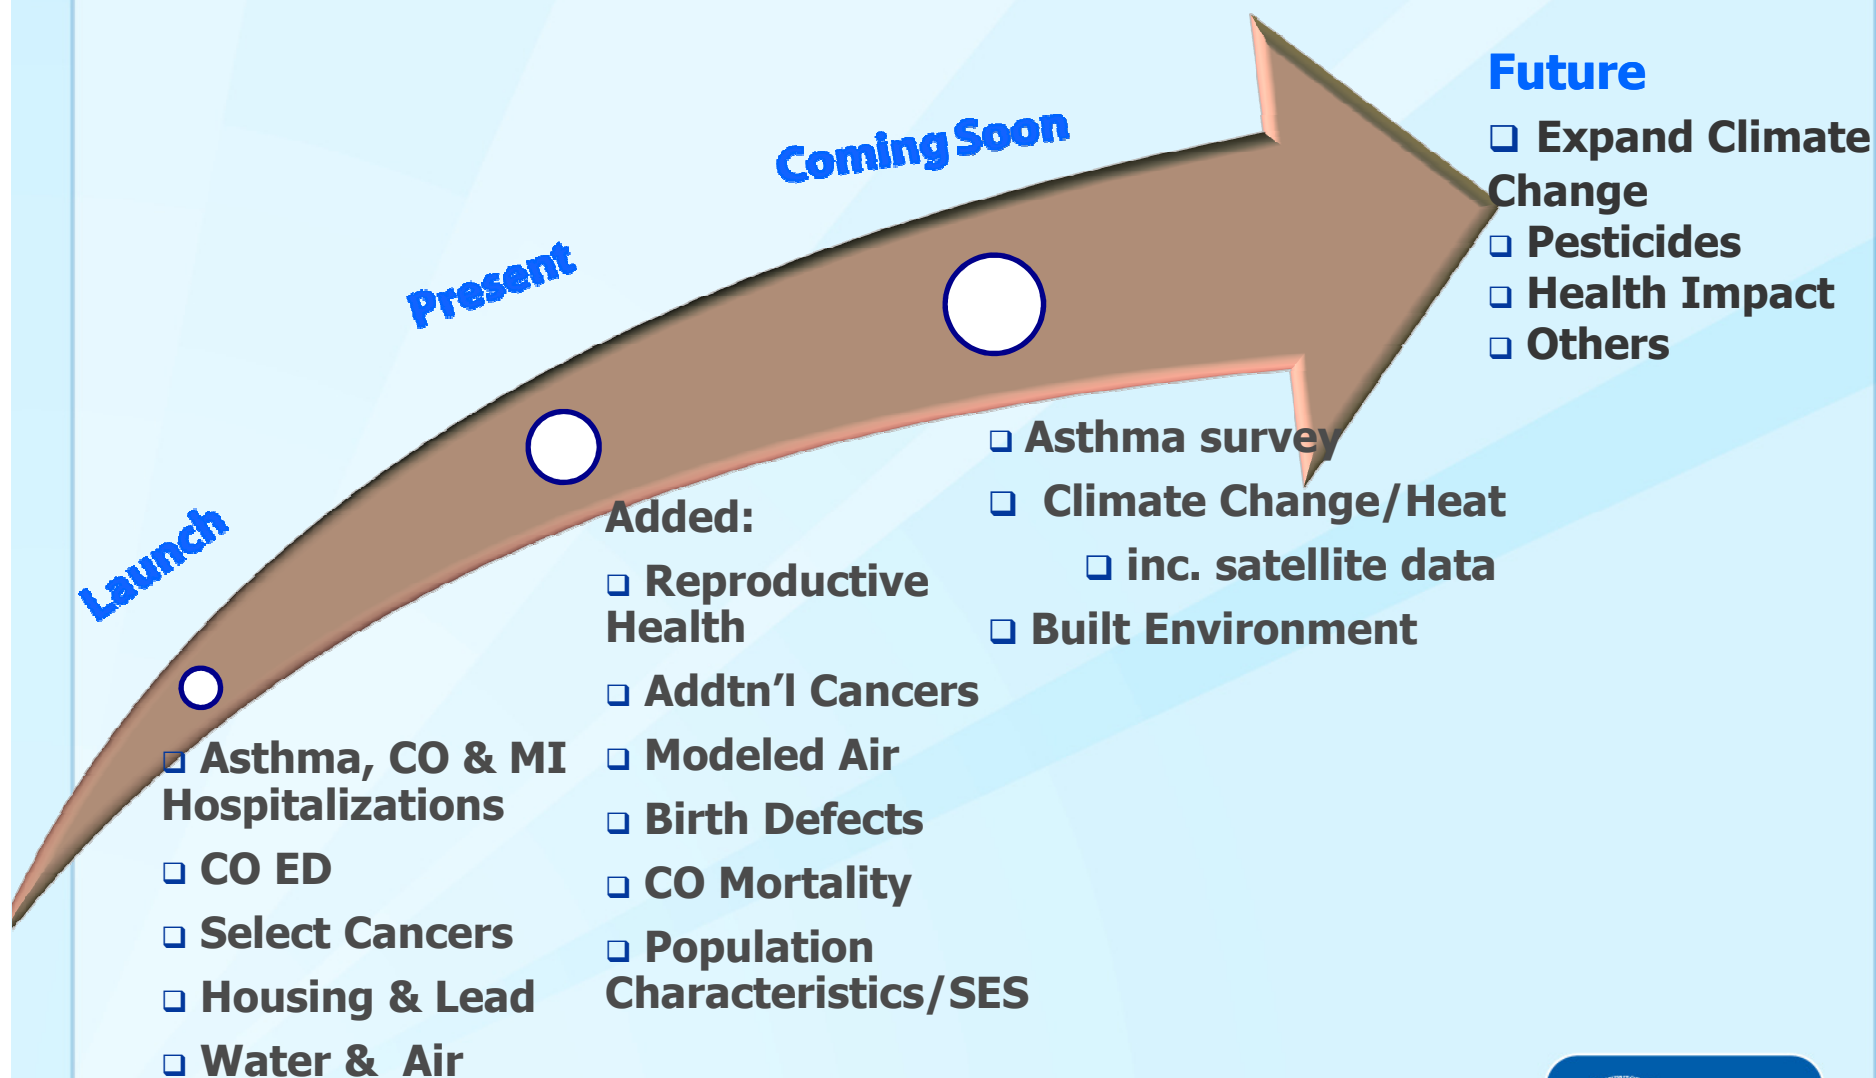 Launch
❑ Asthma, CO & MI
Hospitalizations
❑ CO ED
❑ Select Cancers
❑ Housing & Lead
❑ Water & Air
Present
Added:
❑ Reproductive
Health
❑ Addtn’l Cancers
❑ Modeled Air
❑ Birth Defects
❑ CO Mortality
❑ Population
Characteristics/SES
Coming Soon
❑ Asthma survey
❑ Climate Change/Heat
❑ inc. satellite data
❑ Built Environment
Future
❑ Expand Climate
Change
❑ Pesticides
❑ Health Impact
❑ Others